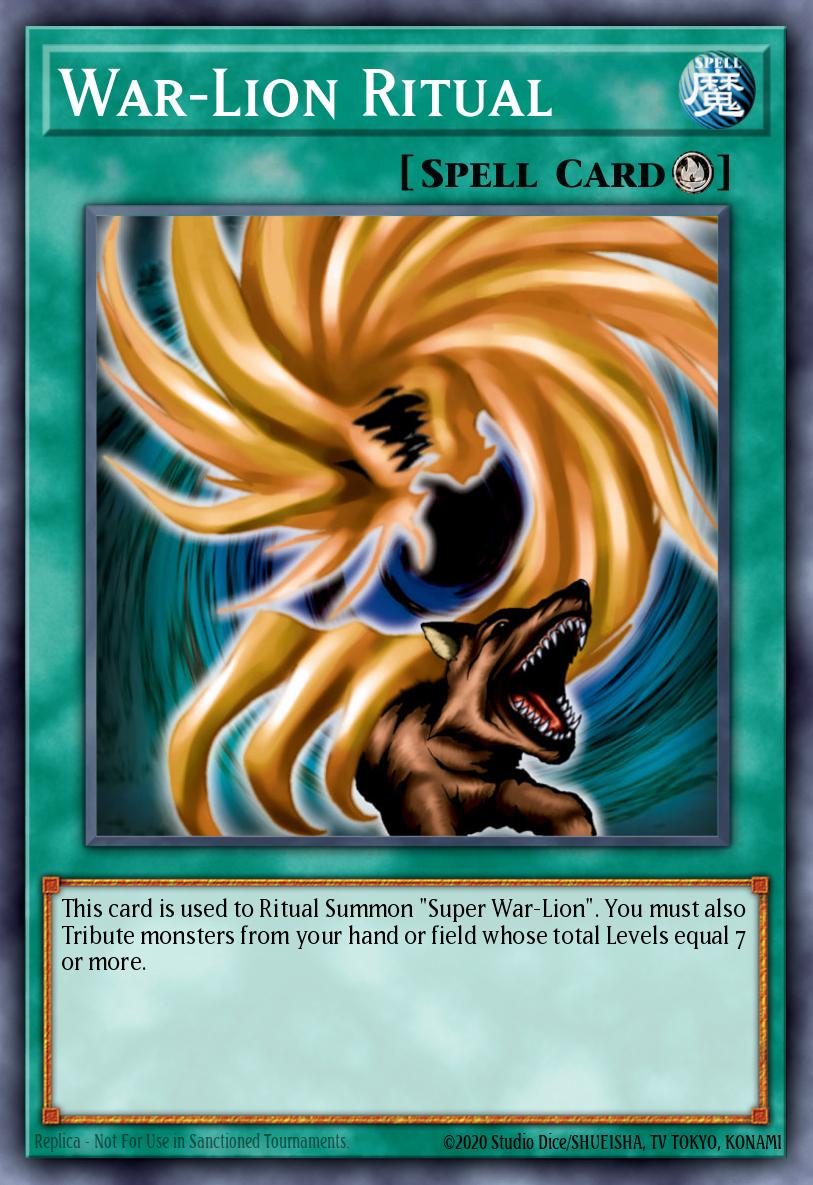 War-Lion Ritual
SPELL
魔
[Spell Card]
This card is used to Ritual Summon "Super War-Lion". You must also
Tribute monsters from your hand or field whose total Levels equal 7
or more.
Replica - Not For Use in Sanctioned Tournaments.
©2020 Studio Dice/SHUEISHA, TV TOKYO, KONAMI